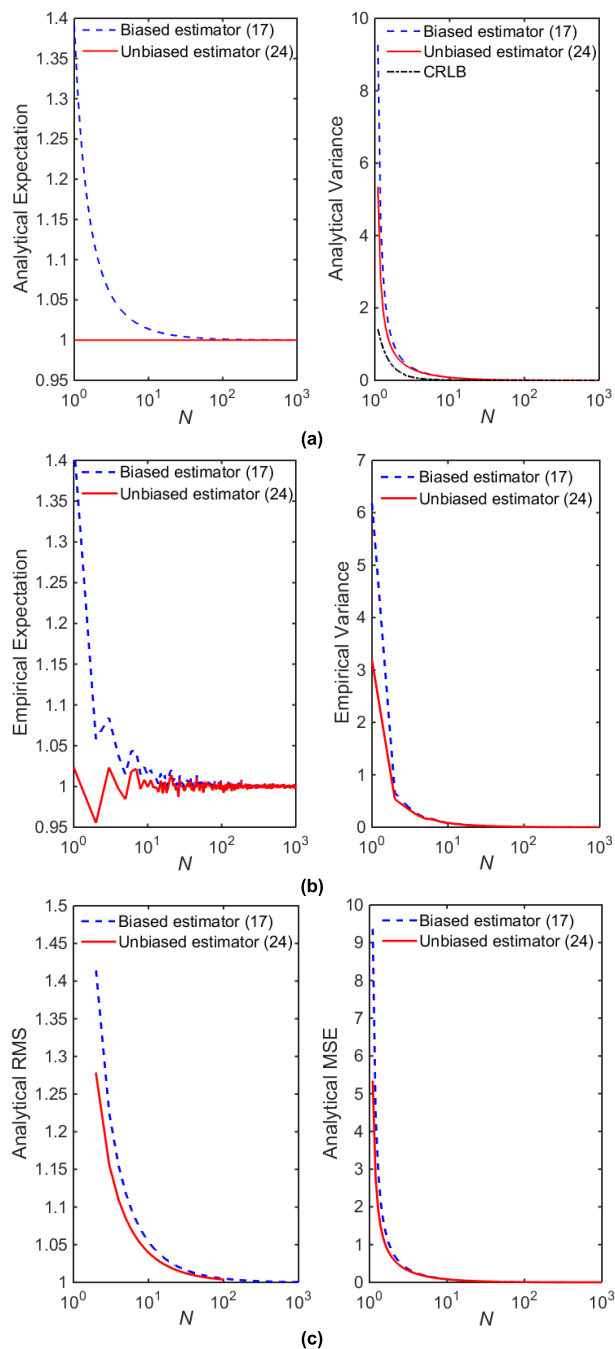 Analytical Expectation
1.4
1.35
1.3
1.25
1.2
1.15
1.1
1.05
1
0.95
Biased estimator (17)
Unbiased estimator (24)
10^0
10^1
10^2
10^3
N
Analytical Variance
10
8
6
4
2
0
Biased estimator (17)
Unbiased estimator (24)
CRLB
10^0
10^1
10^2
10^3
N
(a)
Empirical Expectation
1.4
1.35
1.3
1.25
1.2
1.15
1.1
1.05
1
0.95
Biased estimator (17)
Unbiased estimator (24)
10^0
10^1
10^2
10^3
N
Empirical Variance
7
6
5
4
3
2
1
0
Biased estimator (17)
Unbiased estimator (24)
10^0
10^1
10^2
10^3
N
(b)
Analytical RMS
1.5
1.45
1.4
1.35
1.3
1.25
1.2
1.15
1.1
1.05
1
Biased estimator (17)
Unbiased estimator (24)
10^0
10^1
10^2
10^3
N
Analytical MSE
10
9
8
7
6
5
4
3
2
1
0
Biased estimator (17)
Unbiased estimator (24)
10^0
10^1
10^2
10^3
N
(c)